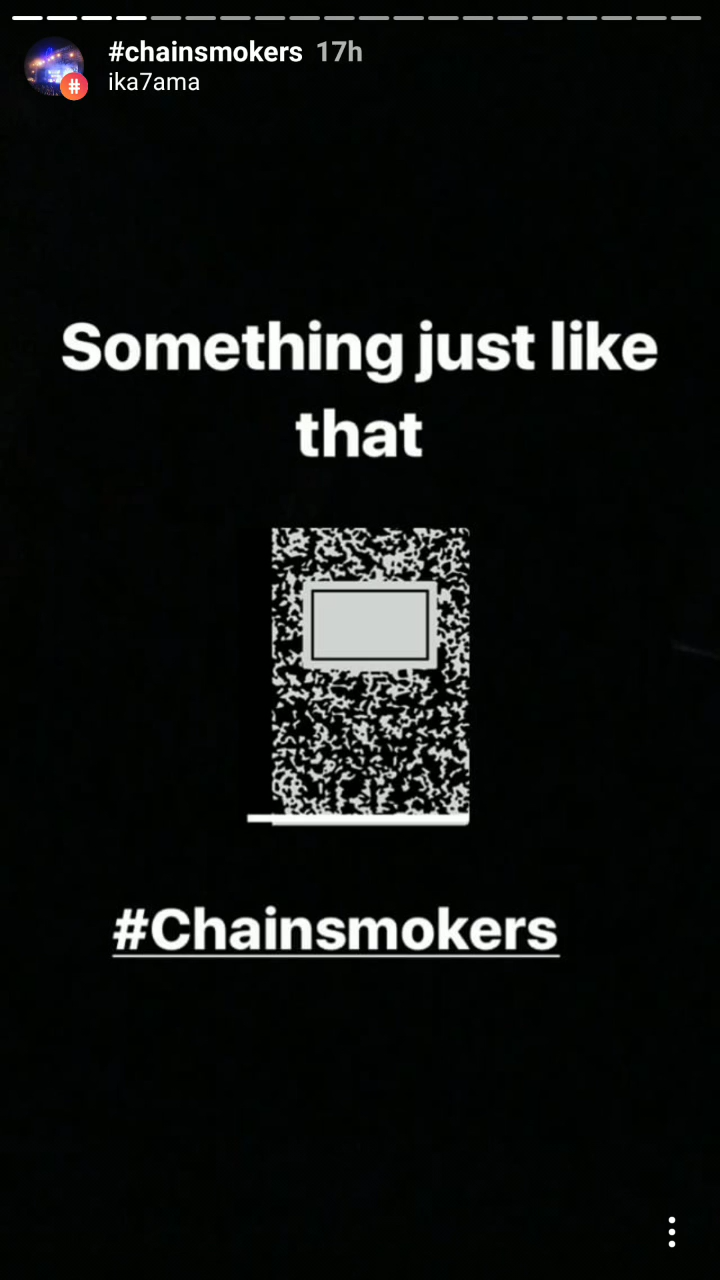 #chainsmokers 17h
ika7ama
Something just like
that
#Chainsmokers